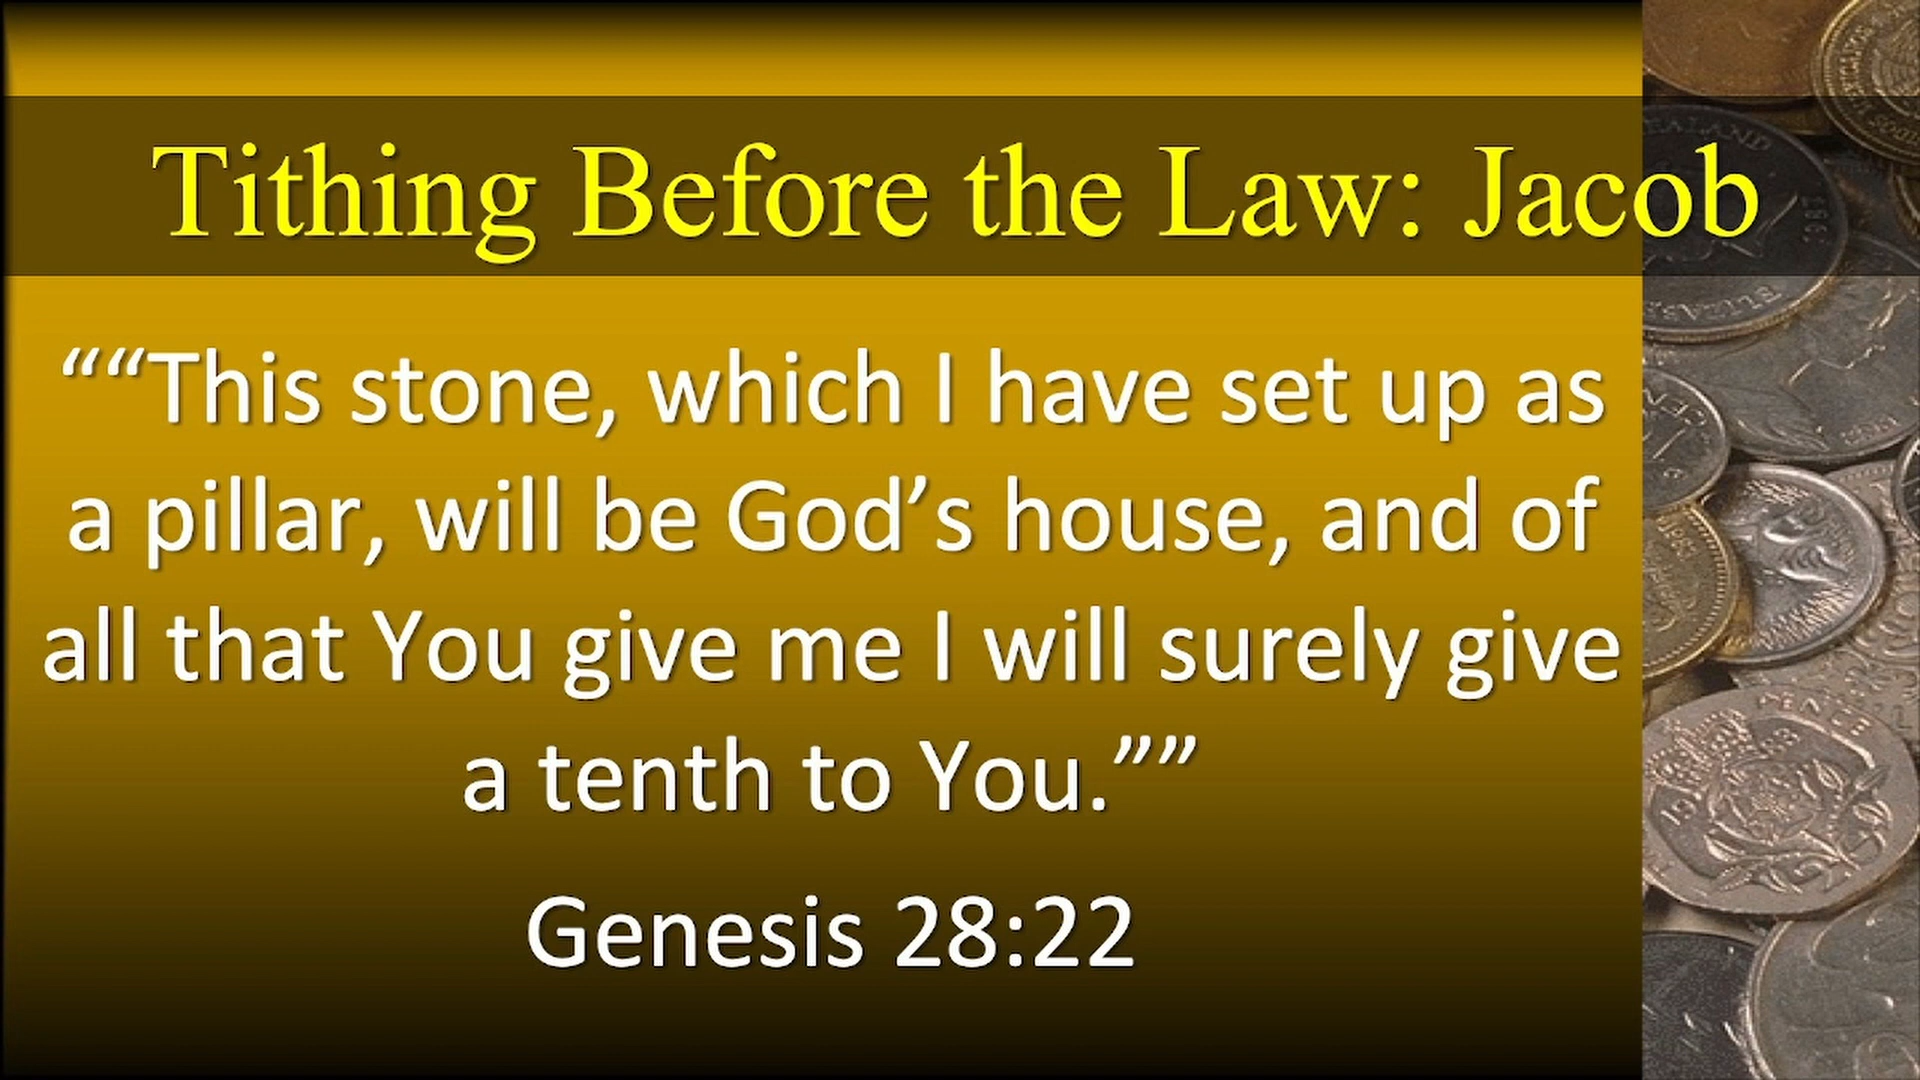 Tithing Before the Law: Jacob
““This stone, which I have set up as
a pillar, will be God’s house, and of
all that You give me I will surely give
a tenth to You.””
Genesis 28:22